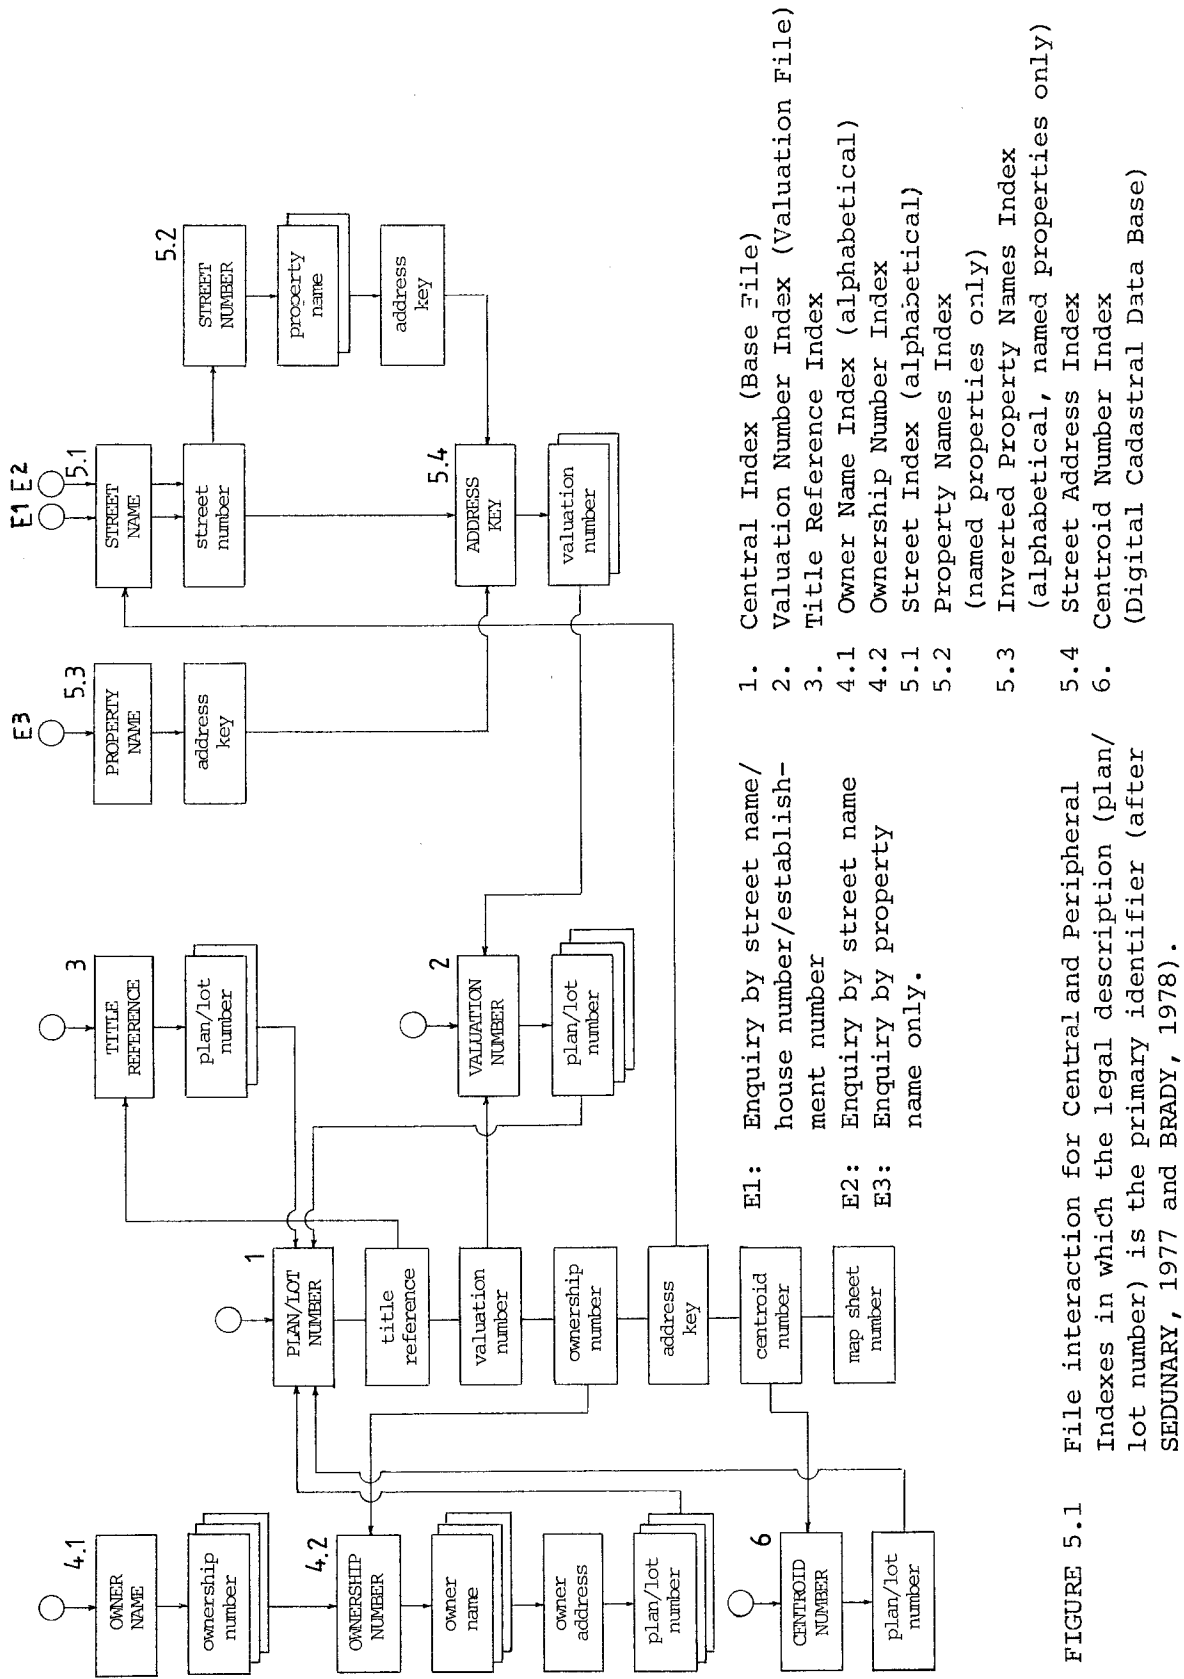 4.1
OWNER
NAME
ownership
number
4.2
OWNERSHIP
NUMBER
owner
name
owner
address
plan/lot
number
6
CENTROID
NUMBER
plan/lot
number
1
PLAN/LOT
NUMBER
title
reference
valuation
number
ownership
number
address
key
centroid
number
map sheet
number
3
TITLE
REFERENCE
plan/lot
number
2
VALUATION
NUMBER
plan/lot
number
E3
5.3
PROPERTY
NAME
address
key
E1 E2
5.1
STREET
NAME
street
number
5.2
STREET
NUMBER
property
name
address
key
5.4
ADDRESS
KEY
valuation
number
E1: Enquiry by street name/
house number/establish-
ment number
E2: Enquiry by street name
E3: Enquiry by property
name only.
1. Central Index (Base File)
2. Valuation Number Index (Valuation File)
3. Title Reference Index
4.1 Owner Name Index (alphabetical)
4.2 Ownership Number Index
5.1 Street Index (alphabetical)
5.2 Property Names Index
(named properties only)
5.3 Inverted Property Names Index
(alphabetical, named properties only)
5.4 Street Address Index
6. Centroid Number Index
(Digital Cadastral Data Base)
FIGURE 5.1 File interaction for Central and Peripheral
Indexes in which the legal description (plan/
lot number) is the primary identifier (after
SEDUNARY, 1977 and BRADY, 1978).